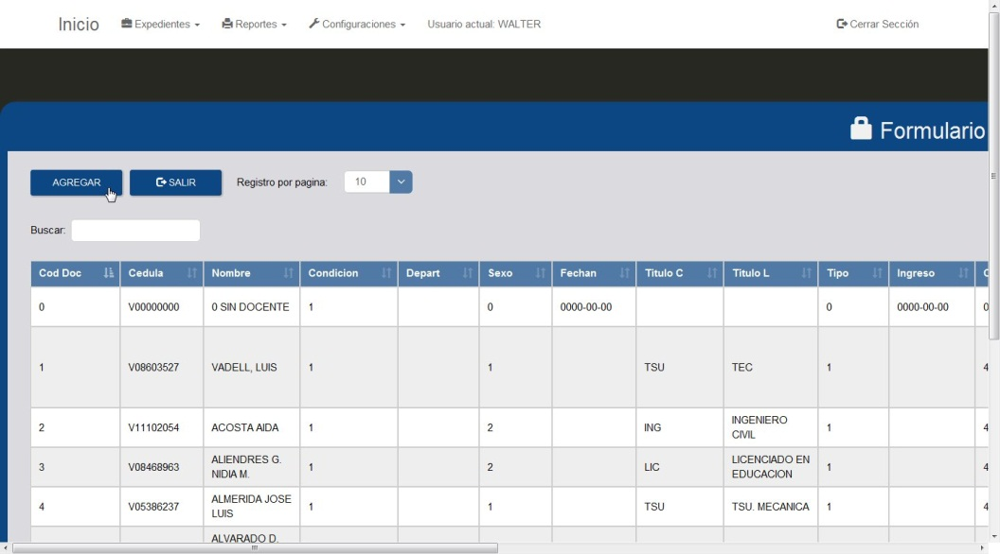 Inicio Expedientes Reportes Configuraciones Usuario actual: WALTER Cerrar Sección
Formulario
AGREGAR SALIR Registro por pagina: 10
Buscar:
Cod Doc Cedula Nombre Condicion Depart Sexo Fechan Titulo C Titulo L Tipo Ingreso
0 V00000000 0 SIN DOCENTE 1 0 0000-00-00 0 0000-00-00 0
1 V08603527 VADELL, LUIS 1 1 TSU TEC 1 4
2 V11102054 ACOSTA AIDA 1 2 ING INGENIERO CIVIL 1 4
3 V08468963 ALIENDRES G. NIDIA M. 1 2 LIC LICENCIADO EN EDUCACION 1 4
4 V05386237 ALMERIDA JOSE LUIS 1 1 TSU TSU. MECANICA 1 4
ALVARADO D.